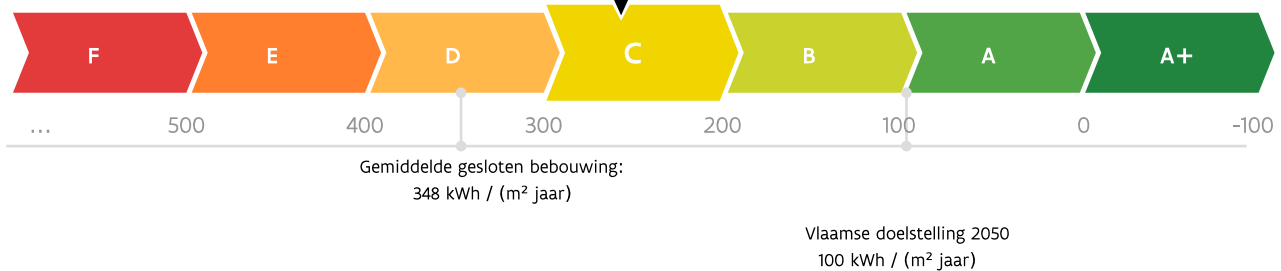 F E D C B A A+
... 500 400 300 200 100 0 -100
Gemiddelde gesloten bebouwing:
348 kWh / (m² jaar)
Vlaamse doelstelling 2050
100 kWh / (m² jaar)